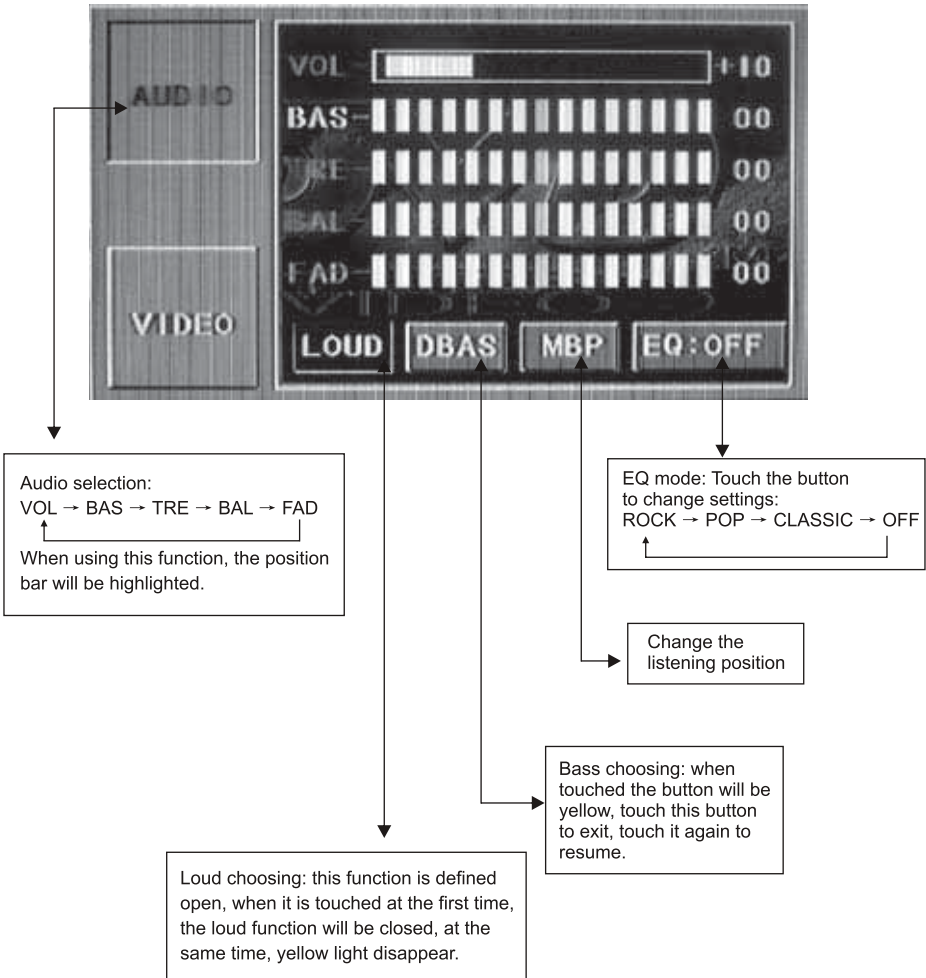 AUDIO
VIDEO
VOL +10
BAS 00
TRE 00
BAL 00
FAD 00
LOUD DBAS MBP EQ:OFF
Audio selection:
VOL → BAS → TRE → BAL → FAD
When using this function, the position
bar will be highlighted.
EQ mode: Touch the button
to change settings:
ROCK → POP → CLASSIC → OFF
Change the
listening position
Bass choosing: when
touched the button will be
yellow, touch this button
to exit, touch it again to
resume.
Loud choosing: this function is defined
open, when it is touched at the first time,
the loud function will be closed, at the
same time, yellow light disappear.